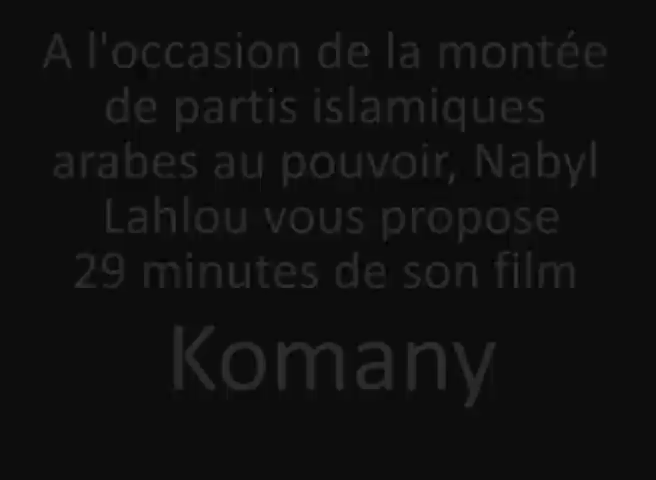 A l'occasion de la montée
de partis islamiques
arabes au pouvoir, Nabyl
Lahlou vous propose
29 minutes de son film
Komany